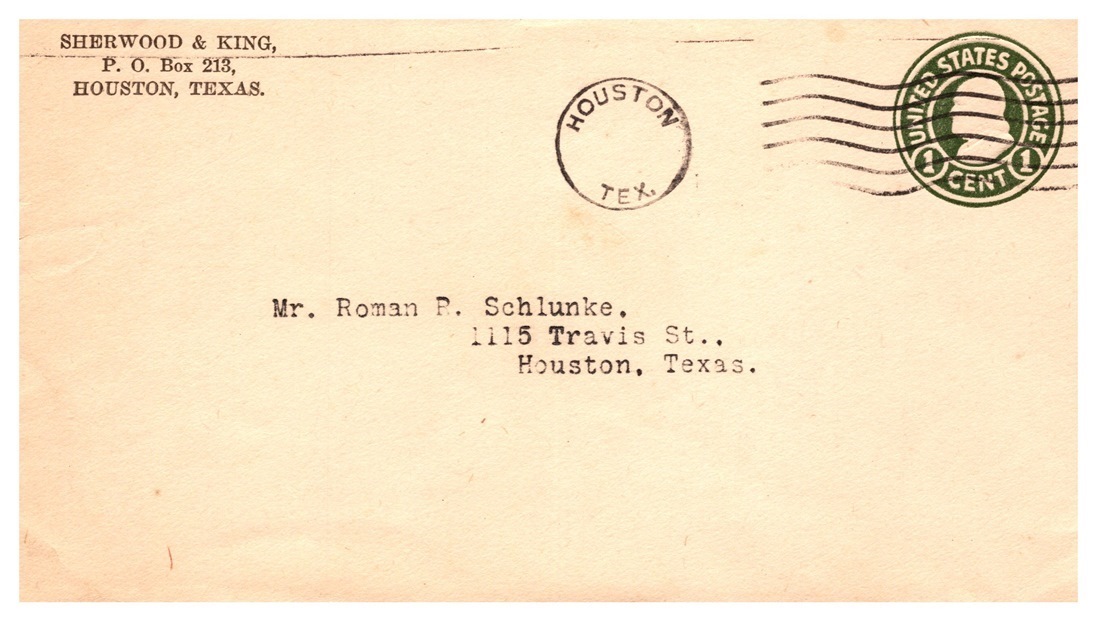 SHERWOOD & KING,
P. O. Box 213,
HOUSTON, TEXAS.
HOUSTON
TEX.
UNITED STATES POSTAGE
1 CENT 1
Mr. Roman R. Schlunke.
1115 Travis St..
Houston, Texas.